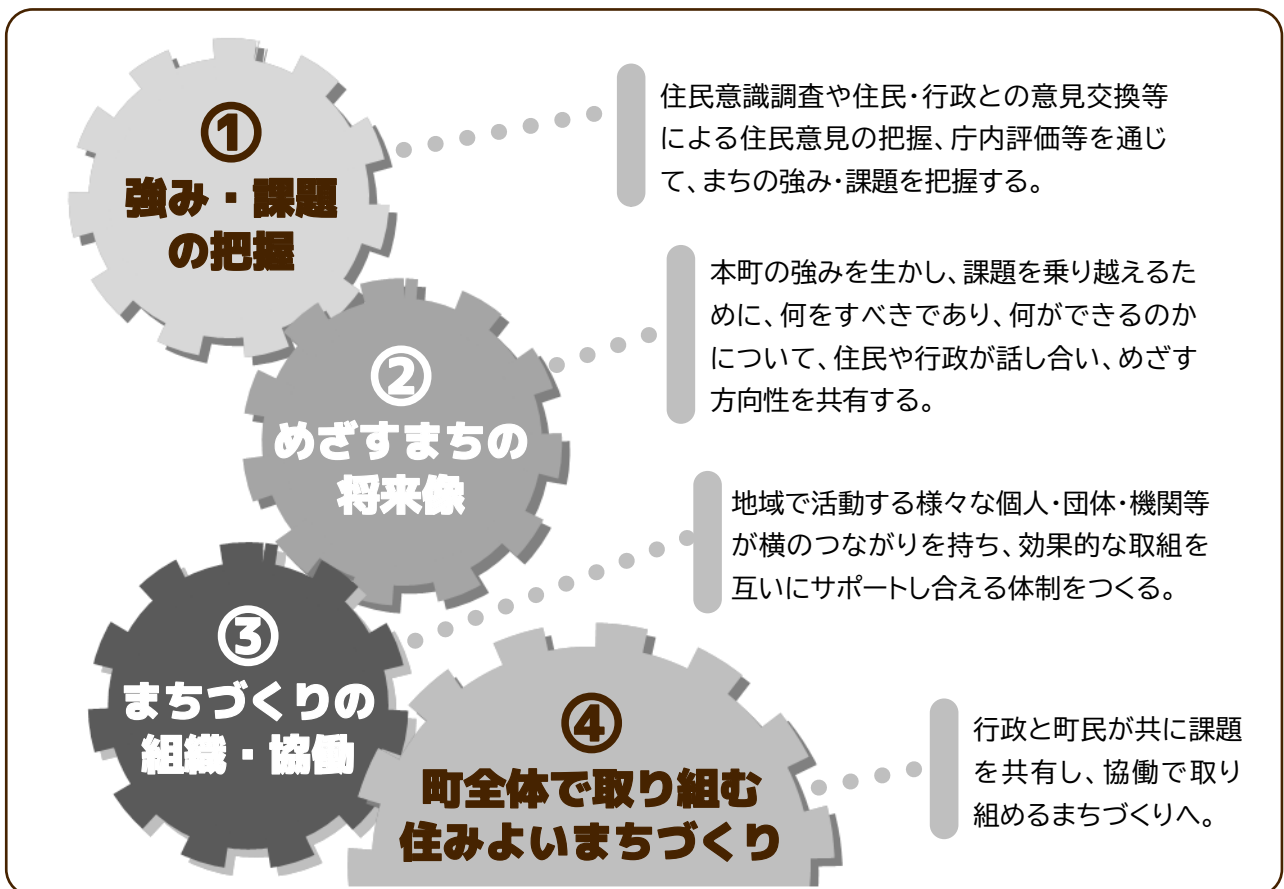 ①
強み・課題
の把握
住民意識調査や住民・行政との意見交換等
による住民意見の把握、庁内評価等を通じ
て、まちの強み・課題を把握する。
②
めざすまちの
将来像
本町の強みを生かし、課題を乗り越えるた
めに、何をすべきであり、何ができるのか
について、住民や行政が話し合い、めざす
方向性を共有する。
③
まちづくりの
組織・協働
地域で活動する様々な個人・団体・機関等
が横のつながりを持ち、効果的な取組を
互いにサポートし合える体制をつくる。
④
町全体で取り組む
住みよいまちづくり
行政と町民が共に課題
を共有し、協働で取り
組めるまちづくりへ。